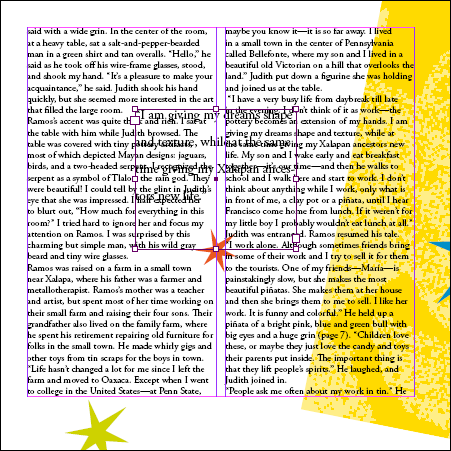 said with a wide grin. In the center of the room,
at a heavy table, sat a salt-and-pepper-bearded
man in a green shirt and tan overalls. “Hello,” he
said as he took off his wire-frame glasses, stood,
and shook my hand. “It’s a pleasure to make your
acquaintance,” he said. Judith shook his hand
quickly, but she seemed more interested in the art
that filled the large room.
Ramos’s ascent was quite and rich. I sat at
the table with him while Judith browsed. The
table was covered with tiny pottery
most of which depicted Mayan designs: jaguars,
birds, and a two-headed serpent. I recognized the
serpent as a symbol of Tlaloc, the rain god. “They
were beautiful! I could tell by the glint in Judith’s
eye that she was impressed. I half expected her
to blurt out, “How much for everything in this
room?” I tried hard to ignore her and focus my
attention on Ramos. I was surprised by this
charming but simple man, with his wild gray
beard and tiny wire glasses.
Ramos was raised on a farm in a small town
near Xalapa, where his father was a farmer and
metallotherapist. Ramos’s mother was a teacher
and artist, but spent most of her time working on
their small farm and raising their four sons. Their
grandfather also lived on the family farm, where
he spent his retirement repairing old furniture for
folks in the small town. He made whirly gigs and
other toys from tin scraps for the boys in town.
“Life hasn’t changed a lot for me since I left the
farm and moved to Oaxaca. Except when I went
to college in the United States—at Penn State,
maybe you know it—it is so far away. I lived
in a small town in the center of Pennsylvania
called Bellefonte, where my son and I lived in a
beautiful old Victorian on a hill that overlooks the
land.” Judith put down a figurine she was holding
and joined us at the table.
“I have a very busy life from daybreak till late
in the evening. I don’t think of it as work—the
pottery becomes an extension of my hands. I am
giving my dreams shape and texture, while at
the same time giving my Xalapan ancestors new
life. My son and I wake early and eat breakfast
together—it is our time—and then he walks to
school and I walk here and start to work. I don’t
think about anything while I work, only what is
in front of me, a clay pot or a piñata, until I hear
Francisco come home from lunch. If it weren’t for
my little boy I probably wouldn’t eat lunch at all.”
Judith was entranced. Ramos resumed his tale.
“I work alone. Although sometimes friends bring
in some of their work and I try to sell it for them
to the tourists. One of my friends—Maria—is
painstakingly slow, but she makes the most
beautiful piñatas. She makes them at her house
and then she brings them to me to sell. I like her
work. It is funny and colorful.” He held up a
piñata of a bright pink, blue and green bull with
big eyes and a huge grin (page 7). “Children love
these, or maybe they just love the candy and toys
their parents put inside. The important thing is
that they lift people’s spirits.” He laughed, and
Judith joined in.
“People ask me often about my work in tin.” He
I am giving my dreams shape
and texture, while at the same
time giving my Xalapan ances-
tors new life.